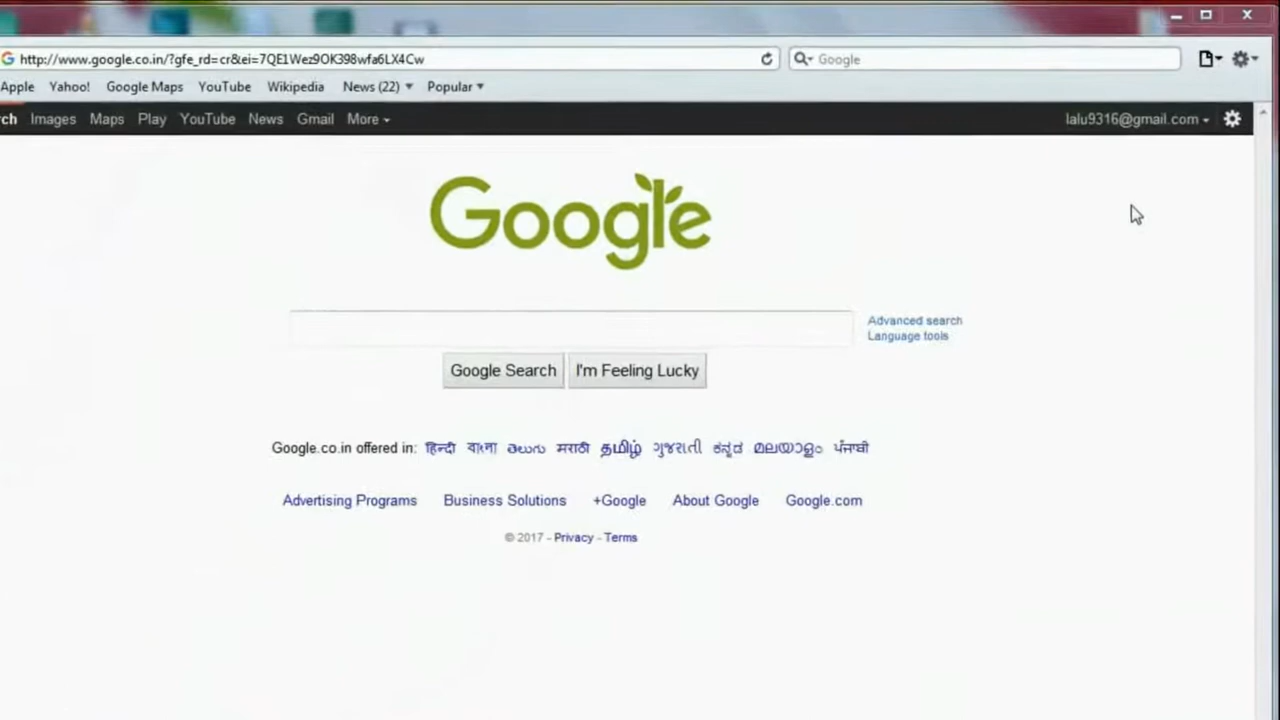 http://www.google.co.in/?gfe_rd=cr&ei=7QE1Wez9OK398wfa6LX4Cw Google
Apple Yahoo! Google Maps YouTube Wikipedia News (22) Popular
rch Images Maps Play YouTube News Gmail More lalu9316@gmail.com
Google
Advanced search
Language tools
Google Search I'm Feeling Lucky
Google.co.in offered in: हिन्दी বাংলা తెలుగు मराठी தமிழ் ગુજરાતી ಕನ್ನಡ മലയാളം ਪੰਜਾਬੀ
Advertising Programs Business Solutions +Google About Google Google.com
© 2017 - Privacy - Terms